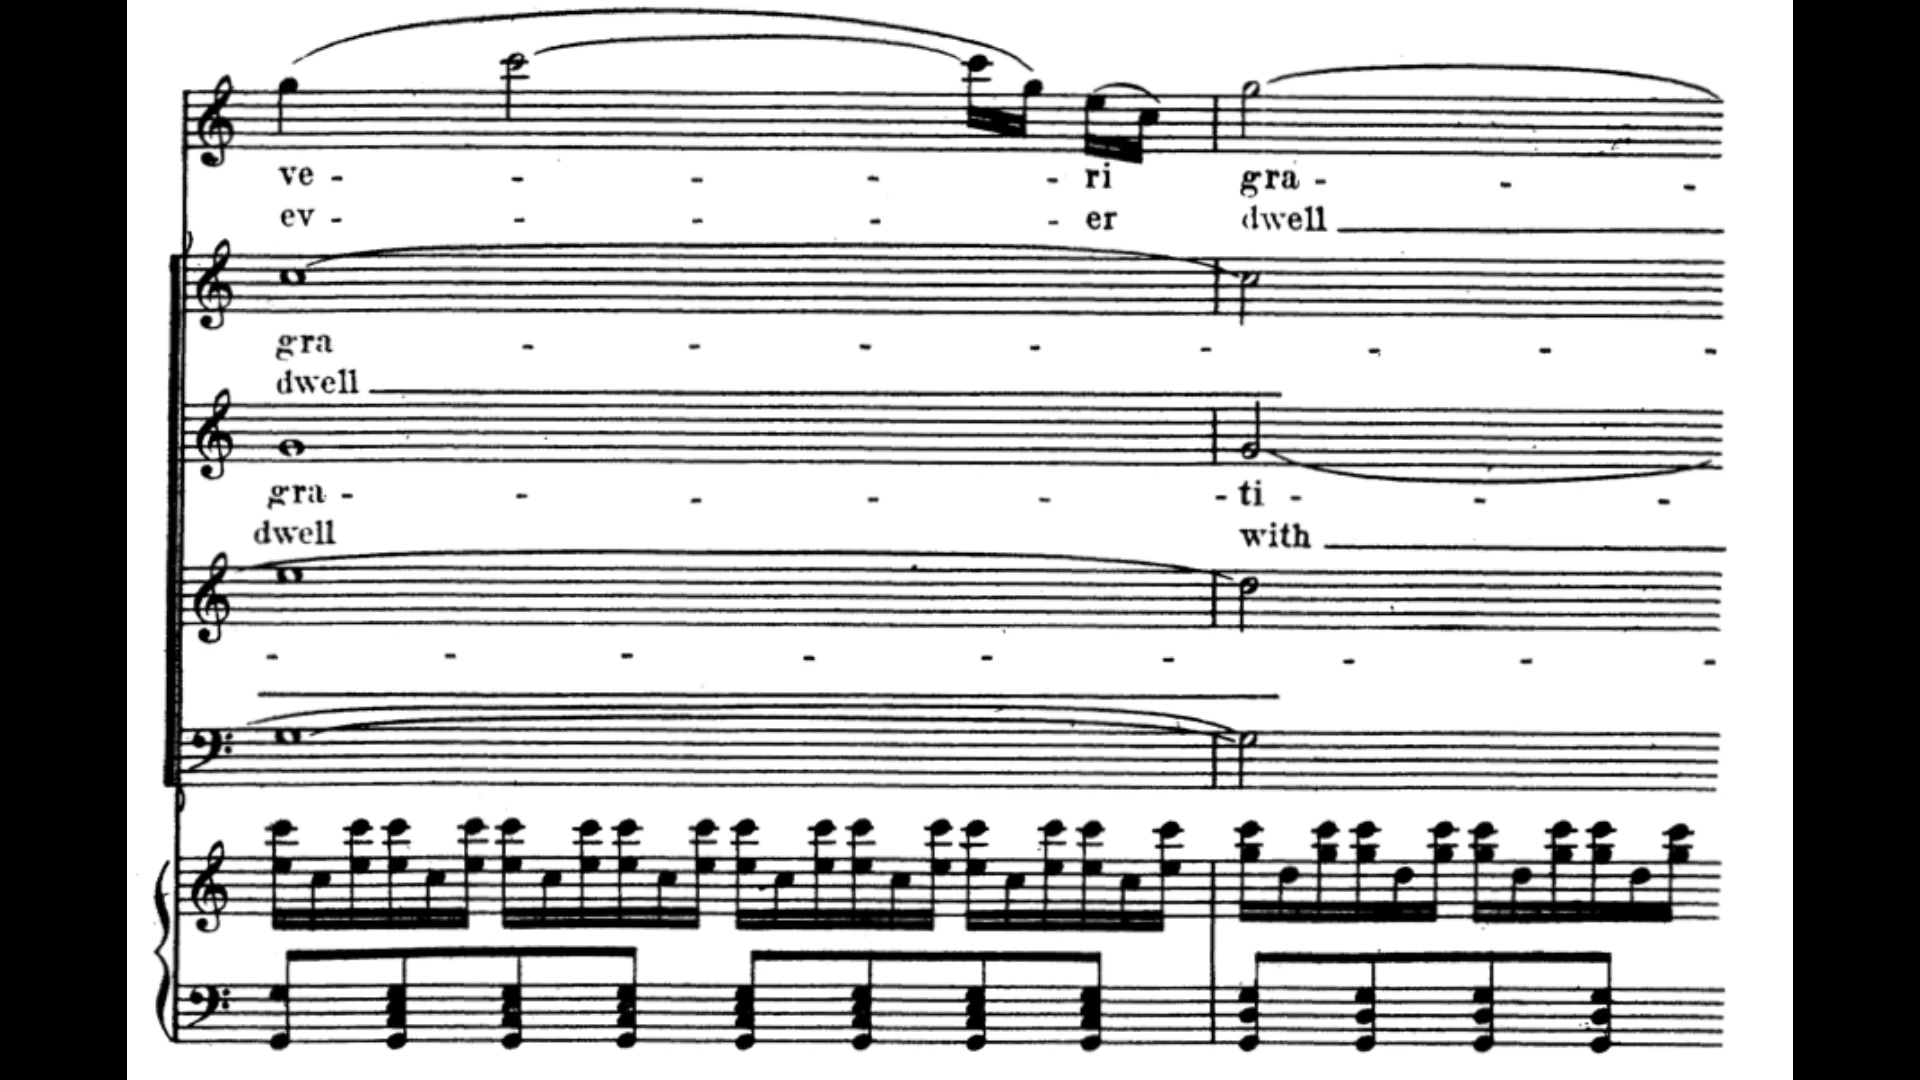 ve - - - - - ri gra - - -
ev - - - - - er dwell
gra - - - - - - - -
dwell
gra - - - - - - ti - - -
dwell with